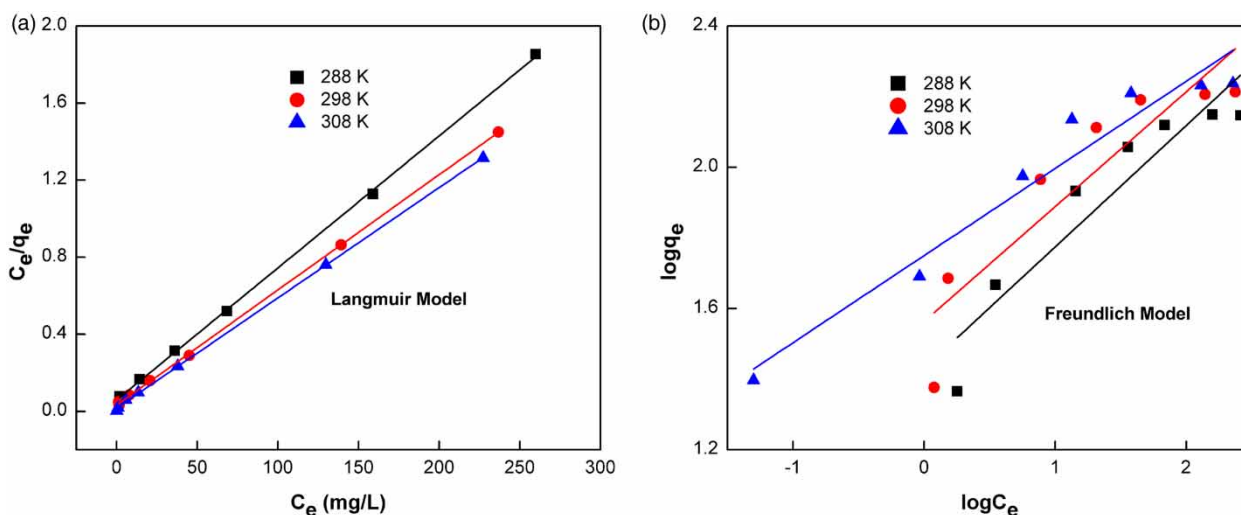 (a)
2.0
1.6
1.2
0.8
0.4
0.0
Ce/qe
288 K
298 K
308 K
Langmuir Model
0 50 100 150 200 250 300
Ce (mg/L)
(b)
2.4
2.0
1.6
1.2
logqe
288 K
298 K
308 K
Freundlich Model
-1 0 1 2
logCe